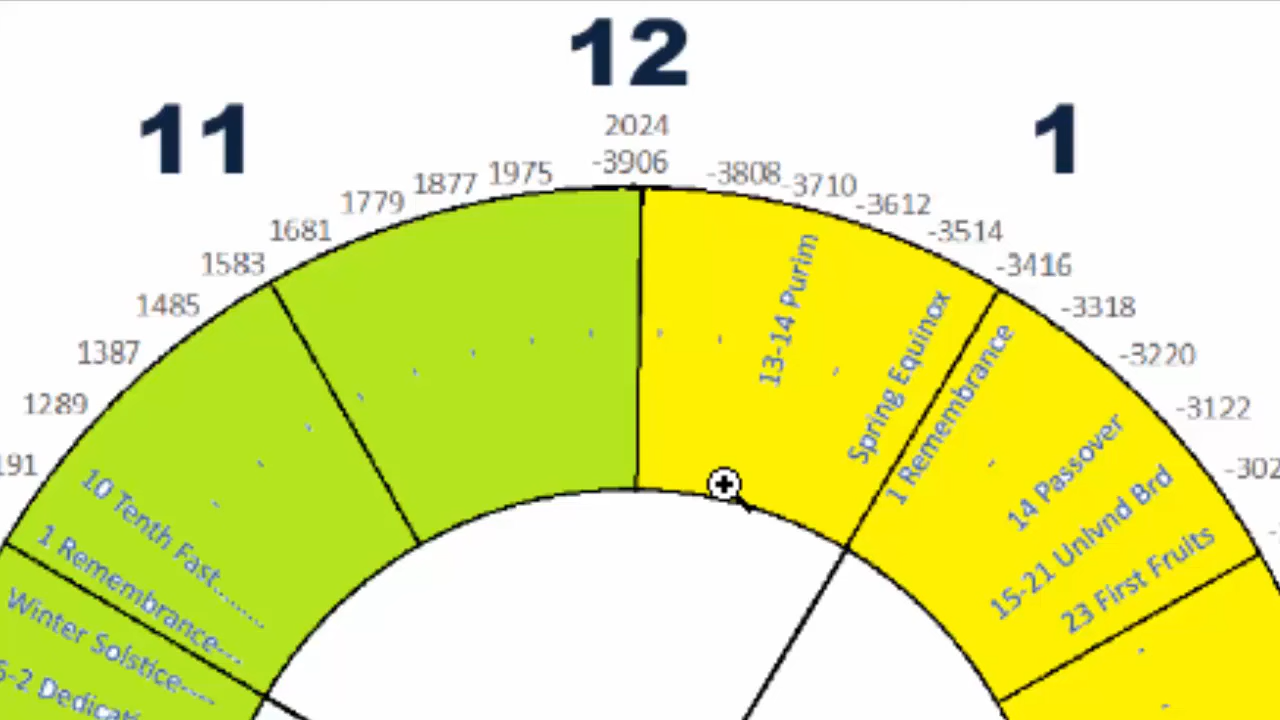 12
11
1
2024
-3906
1583
1681
1779
1877
1975
-3808
-3710
-3612
-3514
-3416
1485
-3318
1387
-3220
1289
-3122
191
-302
13-14 Purim
Spring Equinox
1 Remembrance
14 Passover
15-21 Unlvnd Brd
23 First Fruits
10 Tenth Fast.......
1 Remembrance---
Winter Solstice----